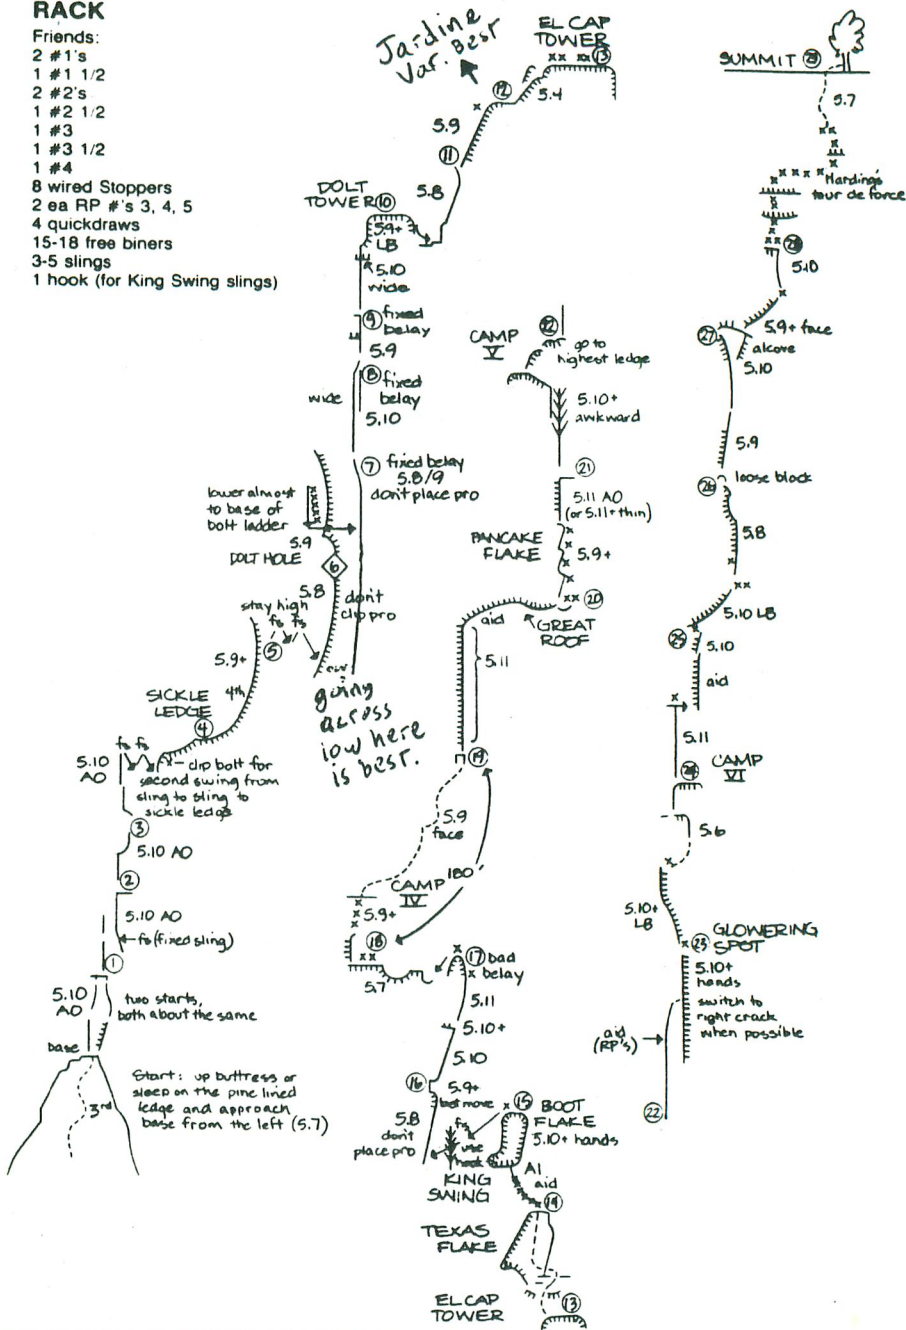 RACK
Friends:
2 #1's
1 #1 1/2
2 #2's
1 #2 1/2
1 #3
1 #3 1/2
1 #4
8 wired Stoppers
2 ea RP #'s 3, 4, 5
4 quickdraws
15-18 free biners
3-5 slings
1 hook (for King Swing slings)
Jardine
Var. Best
EL CAP
TOWER
xx xx 13
12
5.4
5.9
11
5.8
DOLT
TOWER 10
5.9+
LB
5.10
wide
9 fixed
belay
5.9
8 fixed
belay
wide
5.10
7 fixed belay
5.8/9
don't place pro
lower almost
to base of
bolt ladder
5.9
DOLT HOLE
6
5.8
don't
clip pro
stay high
fs fs
5
5.9+
4th
going
across
low here
is best.
SICKLE
LEDGE
4
fs fs
5.10
AO
clip bolt for
second swing from
sling to sling to
sickle ledge
3
5.10 AO
2
5.10 AO
fs (fixed sling)
1
5.10
AO
two starts,
both about the same
base
3rd
Start: up buttress or
sleep on the pine lined
ledge and approach
base from the left (5.7)
22
CAMP
V
go to
highest ledge
5.10+
awkward
21
5.11 AO
(or 5.11+ thin)
PANCAKE
FLAKE
5.9+
xx 20
aid
GREAT
ROOF
5.11
19
5.9
face
180'
CAMP
IV
5.9+
18
xx
5.7
17 bad
belay
5.11
5.10+
5.10
16
5.9+
best move
5.8
don't
place pro
fs
use
hook
KING
SWING
15
BOOT
FLAKE
5.10+ hands
A1
aid
14
TEXAS
FLAKE
EL CAP
TOWER
13
SUMMIT 29
5.7
Harding's
tour de force
28
5.10
5.9+ face
27
alcove
5.10
5.9
26 loose block
5.8
xx
5.10 LB
25
5.10
aid
5.11
24 CAMP
VI
5.6
5.10+
LB
23 GLOWERING
SPOT
5.10+
hands
switch to
right crack
when possible
aid
(RP's)
22